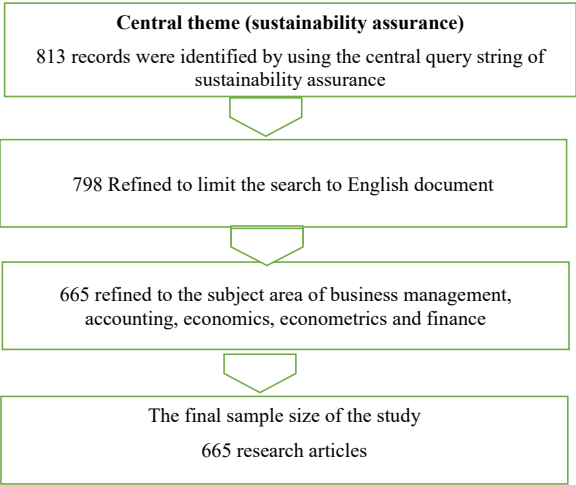 Central theme (sustainability assurance)
813 records were identified by using the central query string of
sustainability assurance
798 Refined to limit the search to English document
665 refined to the subject area of business management,
accounting, economics, econometrics and finance
The final sample size of the study
665 research articles